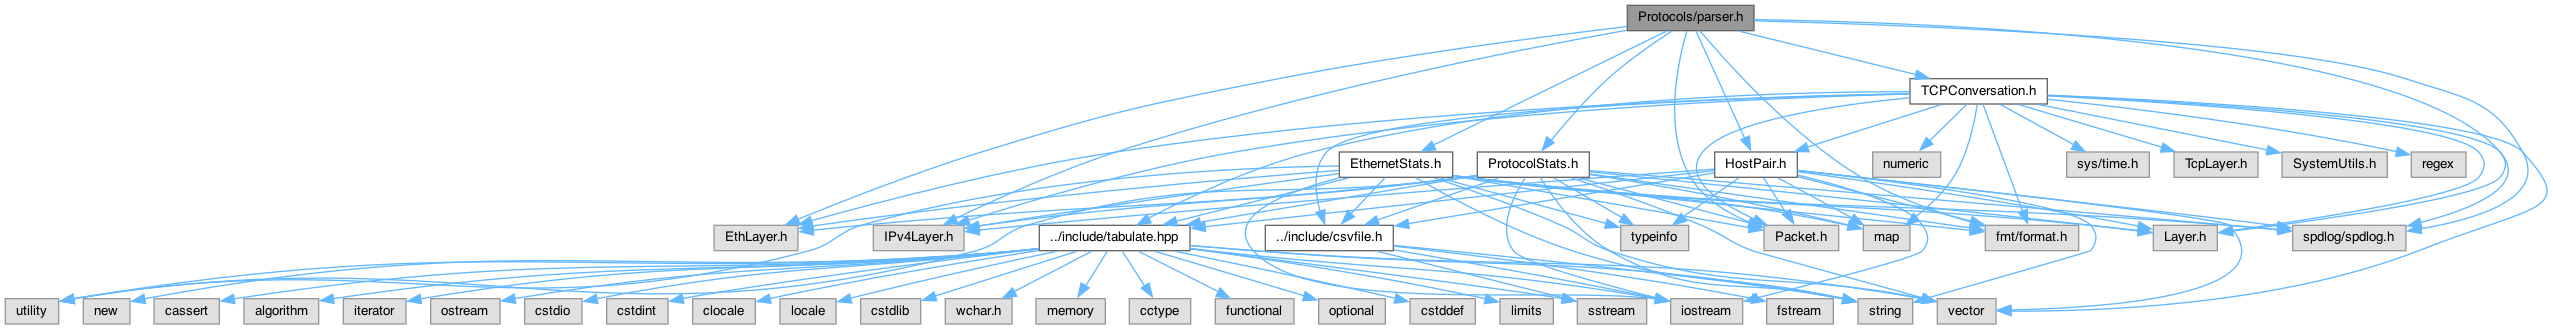 Protocols/parser.h
TCPConversation.h
EthernetStats.h
ProtocolStats.h
HostPair.h
numeric
sys/time.h
TcpLayer.h
SystemUtils.h
regex
EthLayer.h
IPv4Layer.h
../include/tabulate.hpp
../include/csvfile.h
typeinfo
Packet.h
map
fmt/format.h
Layer.h
spdlog/spdlog.h
utility
new
cassert
algorithm
iterator
ostream
cstdio
cstdint
clocale
locale
cstdlib
wchar.h
memory
cctype
functional
optional
cstddef
limits
sstream
iostream
fstream
string
vector